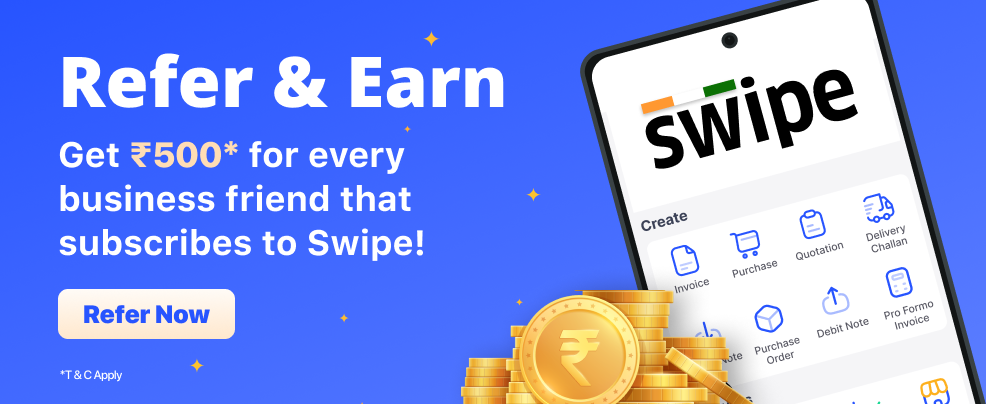 Refer & Earn
Get ₹500* for every
business friend that
subscribes to Swipe!
Refer Now
*T & C Apply
swipe
Create
Invoice
Purchase
Quotation
Delivery
Challan
Purchase
Order
Debit Note
Pro Formo
Invoice